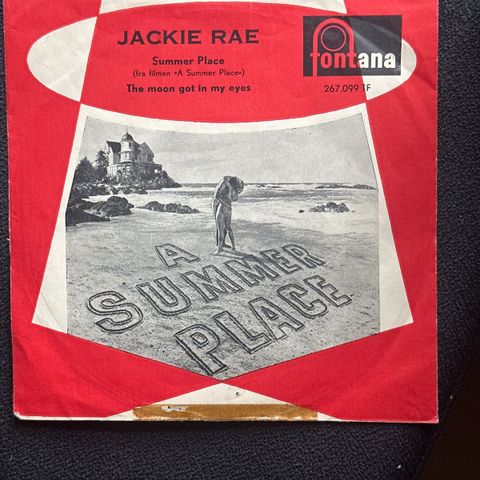 JACKIE RAE
Summer Place
(fra filmen «A Summer Place»)
The moon got in my eyes
fontana
267.099 TF
A
SUMMER
PLACE